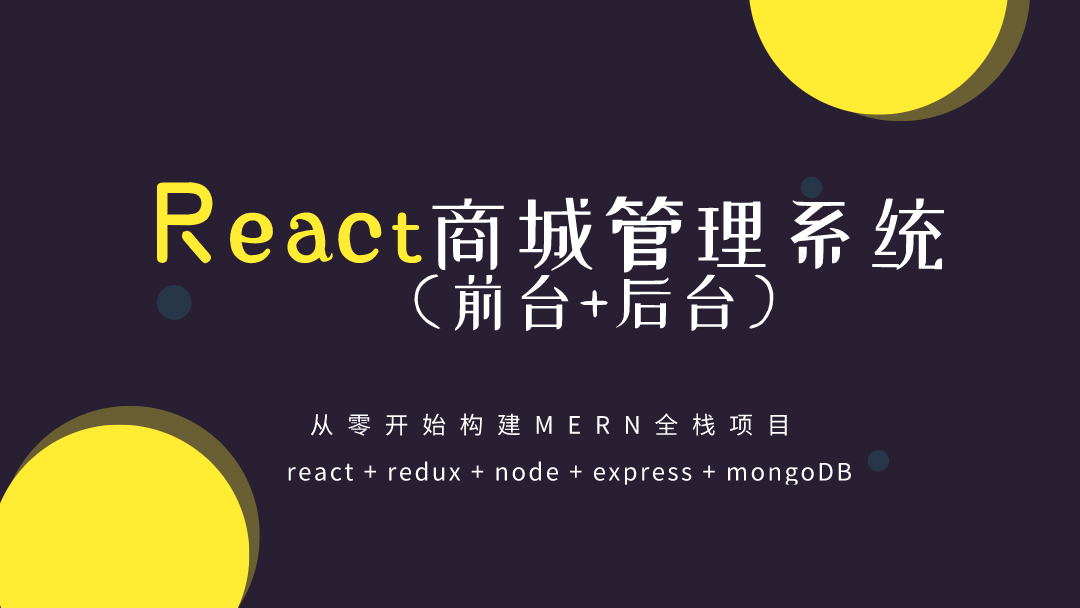 React商城管理系统
（前台+后台）
从零开始构建MERN全栈项目
react + redux + node + express + mongoDB